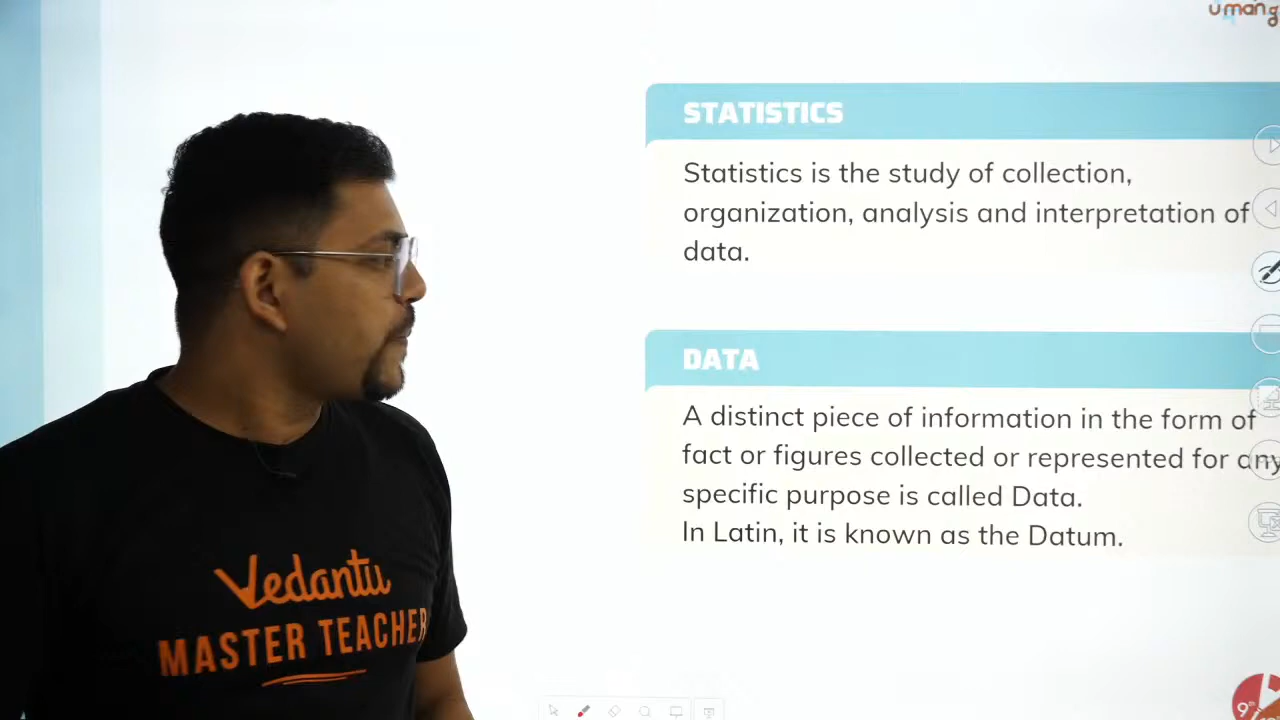 umang
STATISTICS
Statistics is the study of collection,
organization, analysis and interpretation of
data.
DATA
A distinct piece of information in the form of
fact or figures collected or represented for any
specific purpose is called Data.
In Latin, it is known as the Datum.
Vedantu
MASTER TEACHER
9th